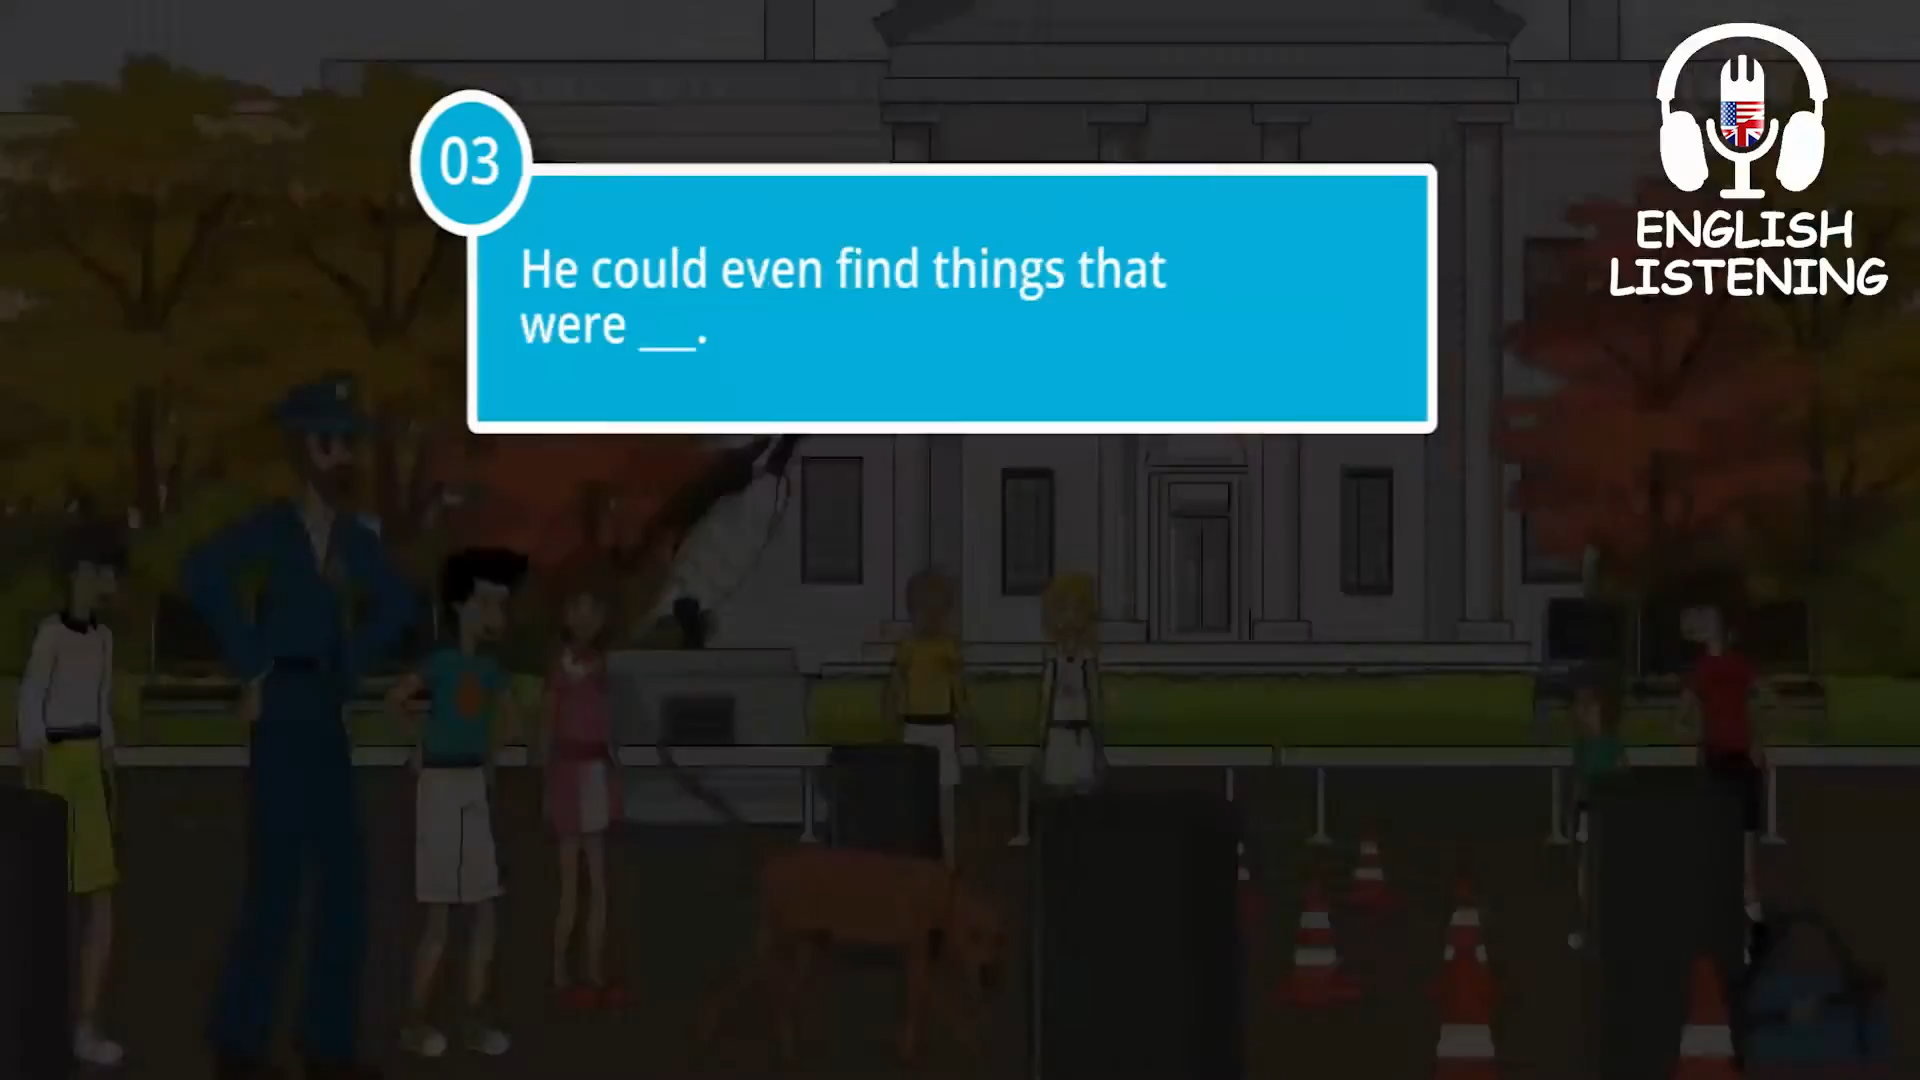 03
He could even find things that
were ___.
ENGLISH
LISTENING